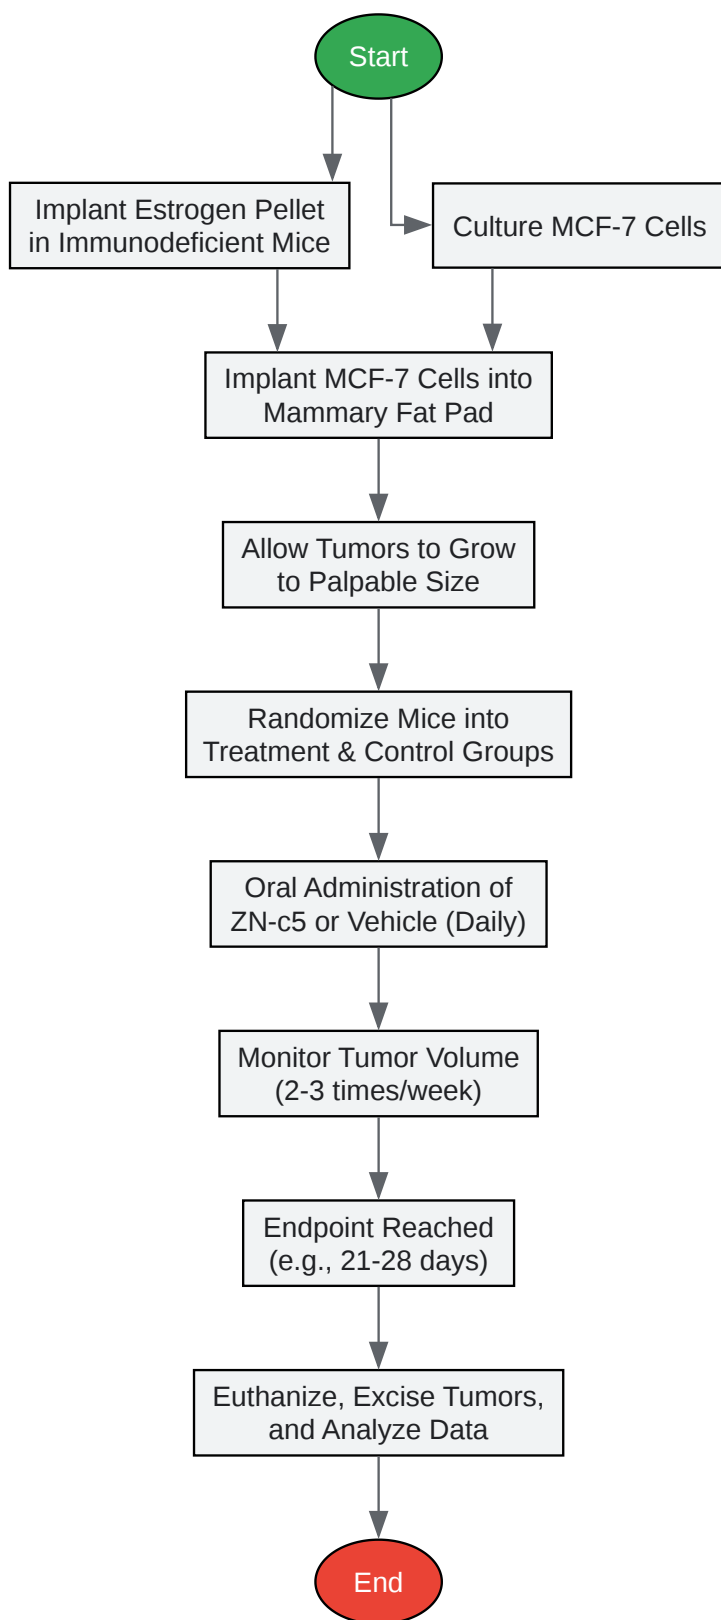 Start
Implant Estrogen Pellet
in Immunodeficient Mice
Culture MCF-7 Cells
Implant MCF-7 Cells into
Mammary Fat Pad
Allow Tumors to Grow
to Palpable Size
Randomize Mice into
Treatment & Control Groups
Oral Administration of
ZN-c5 or Vehicle (Daily)
Monitor Tumor Volume
(2-3 times/week)
Endpoint Reached
(e.g., 21-28 days)
Euthanize, Excise Tumors,
and Analyze Data
End